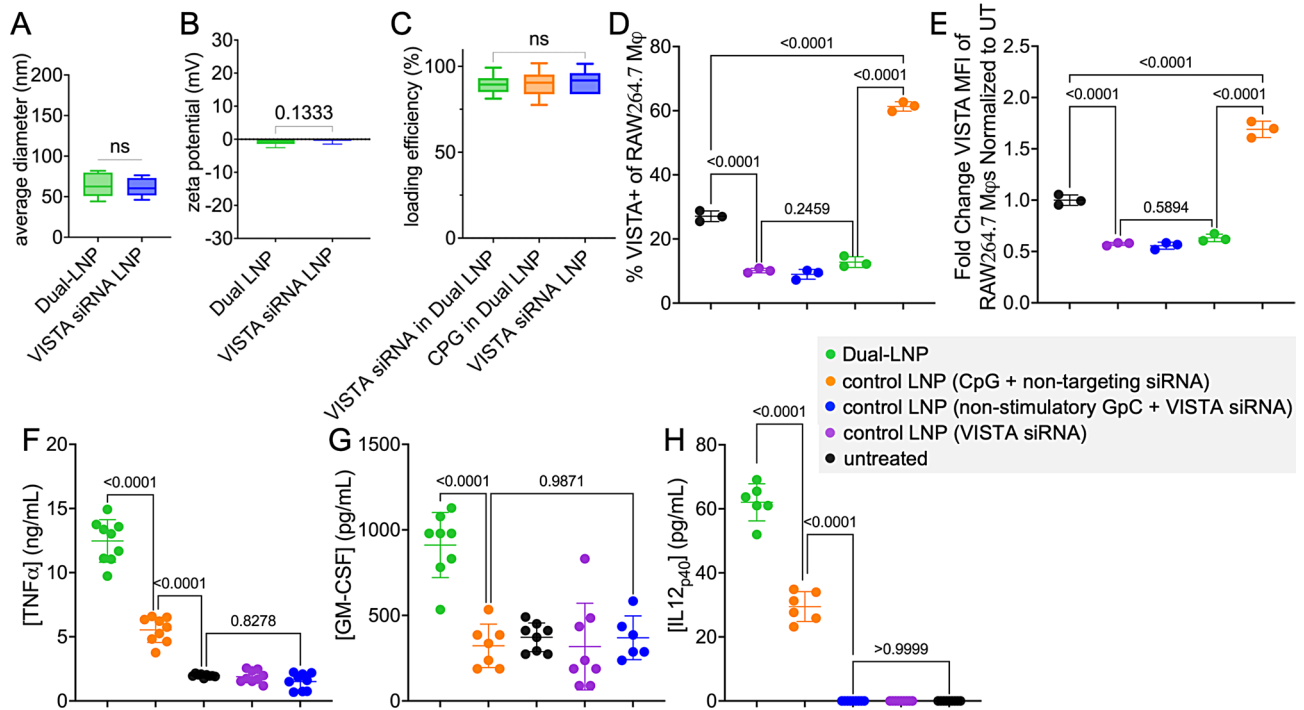 A
average diameter (nm)
200
150
100
50
0
ns
Dual-LNP
VISTA siRNA LNP
B
zeta potential (mV)
30
20
10
0
-10
-20
-30
0.1333
Dual LNP
VISTA siRNA LNP
C
loading efficiency (%)
100
50
0
ns
VISTA siRNA in Dual LNP
CPG in Dual LNP
VISTA siRNA LNP
D
% VISTA+ of RAW264.7 Mφ
80
60
40
20
0
<0.0001
<0.0001
<0.0001
0.2459
E
Fold Change VISTA MFI of
RAW264.7 Mφs Normalized to UT
2.5
2.0
1.5
1.0
0.5
0.0
<0.0001
<0.0001
<0.0001
0.5894
Dual-LNP
control LNP (CpG + non-targeting siRNA)
control LNP (non-stimulatory GpC + VISTA siRNA)
control LNP (VISTA siRNA)
untreated
F
[TNFα] (ng/mL)
20
15
10
5
0
<0.0001
<0.0001
0.8278
G
[GM-CSF] (pg/mL)
1500
1000
500
0
<0.0001
0.9871
H
[IL12p40] (pg/mL)
80
60
40
20
0
<0.0001
<0.0001
>0.9999